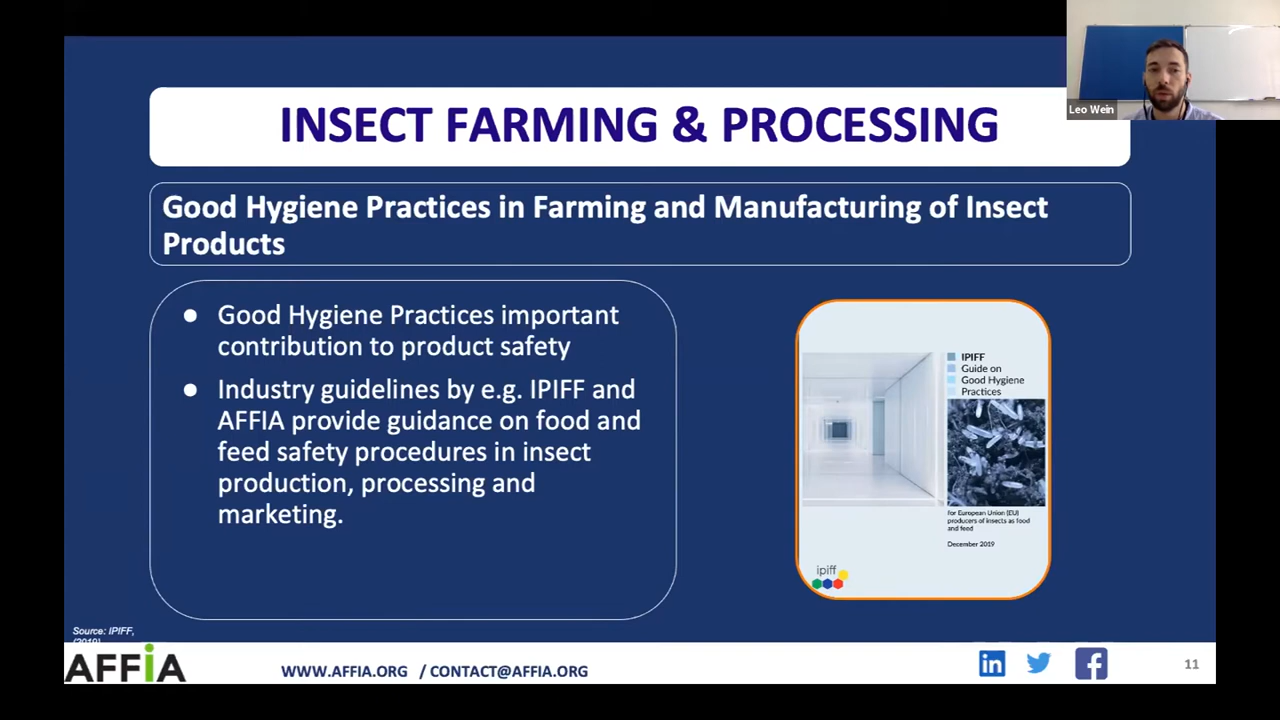 INSECT FARMING & PROCESSING
Leo Wein
Good Hygiene Practices in Farming and Manufacturing of Insect
Products
● Good Hygiene Practices important
contribution to product safety
● Industry guidelines by e.g. IPIFF and
AFFIA provide guidance on food and
feed safety procedures in insect
production, processing and
marketing.
IPIFF
Guide on
Good Hygiene
Practices
for European Union (EU)
producers of insects as food
and feed
December 2019
ipiff
Source: IPIFF,
(2019)
AFFiA
WWW.AFFIA.ORG / CONTACT@AFFIA.ORG
in
f
11